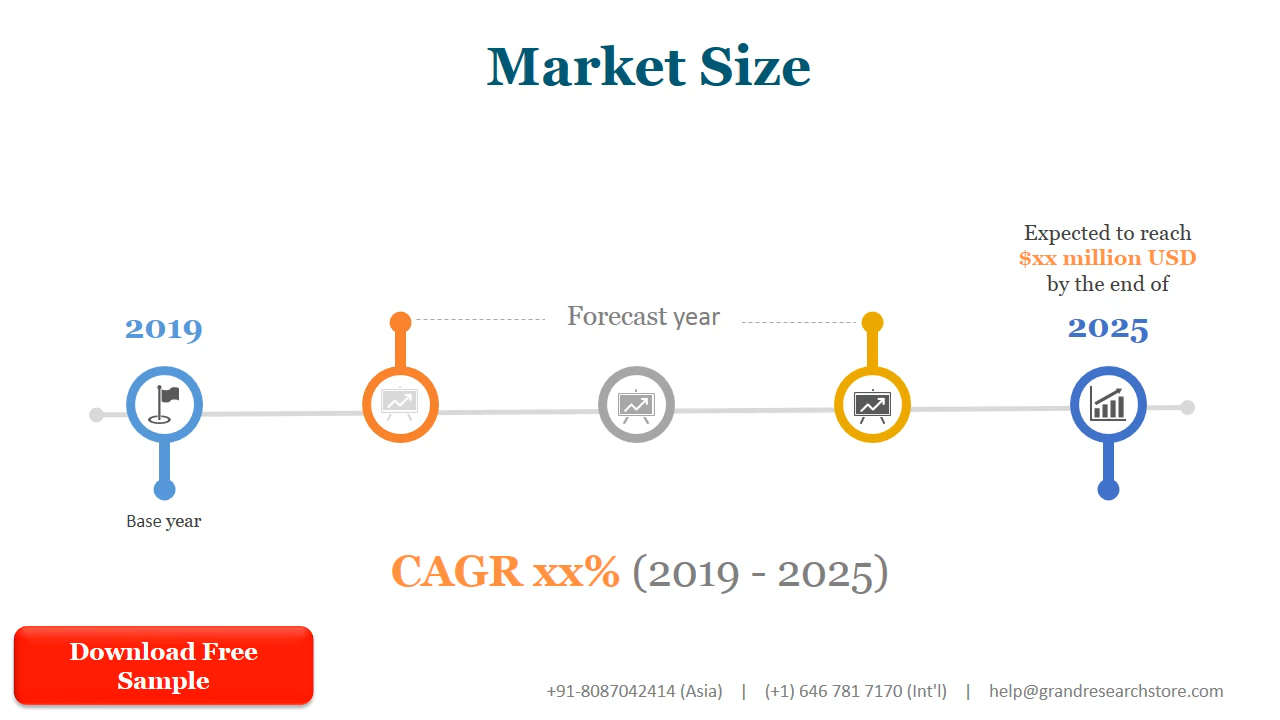 Market Size
Expected to reach
$xx million USD
by the end of
2025
2019
Forecast year
Base year
CAGR xx% (2019 - 2025)
Download Free
Sample
+91-8087042414 (Asia) | (+1) 646 781 7170 (Int'l) | help@grandresearchstore.com